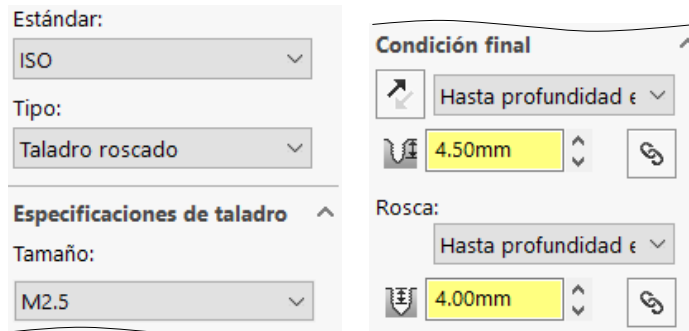 Estándar:
ISO
Tipo:
Taladro roscado
Especificaciones de taladro
Tamaño:
M2.5
Condición final
Hasta profundidad e
4.50mm
Rosca:
Hasta profundidad e
4.00mm